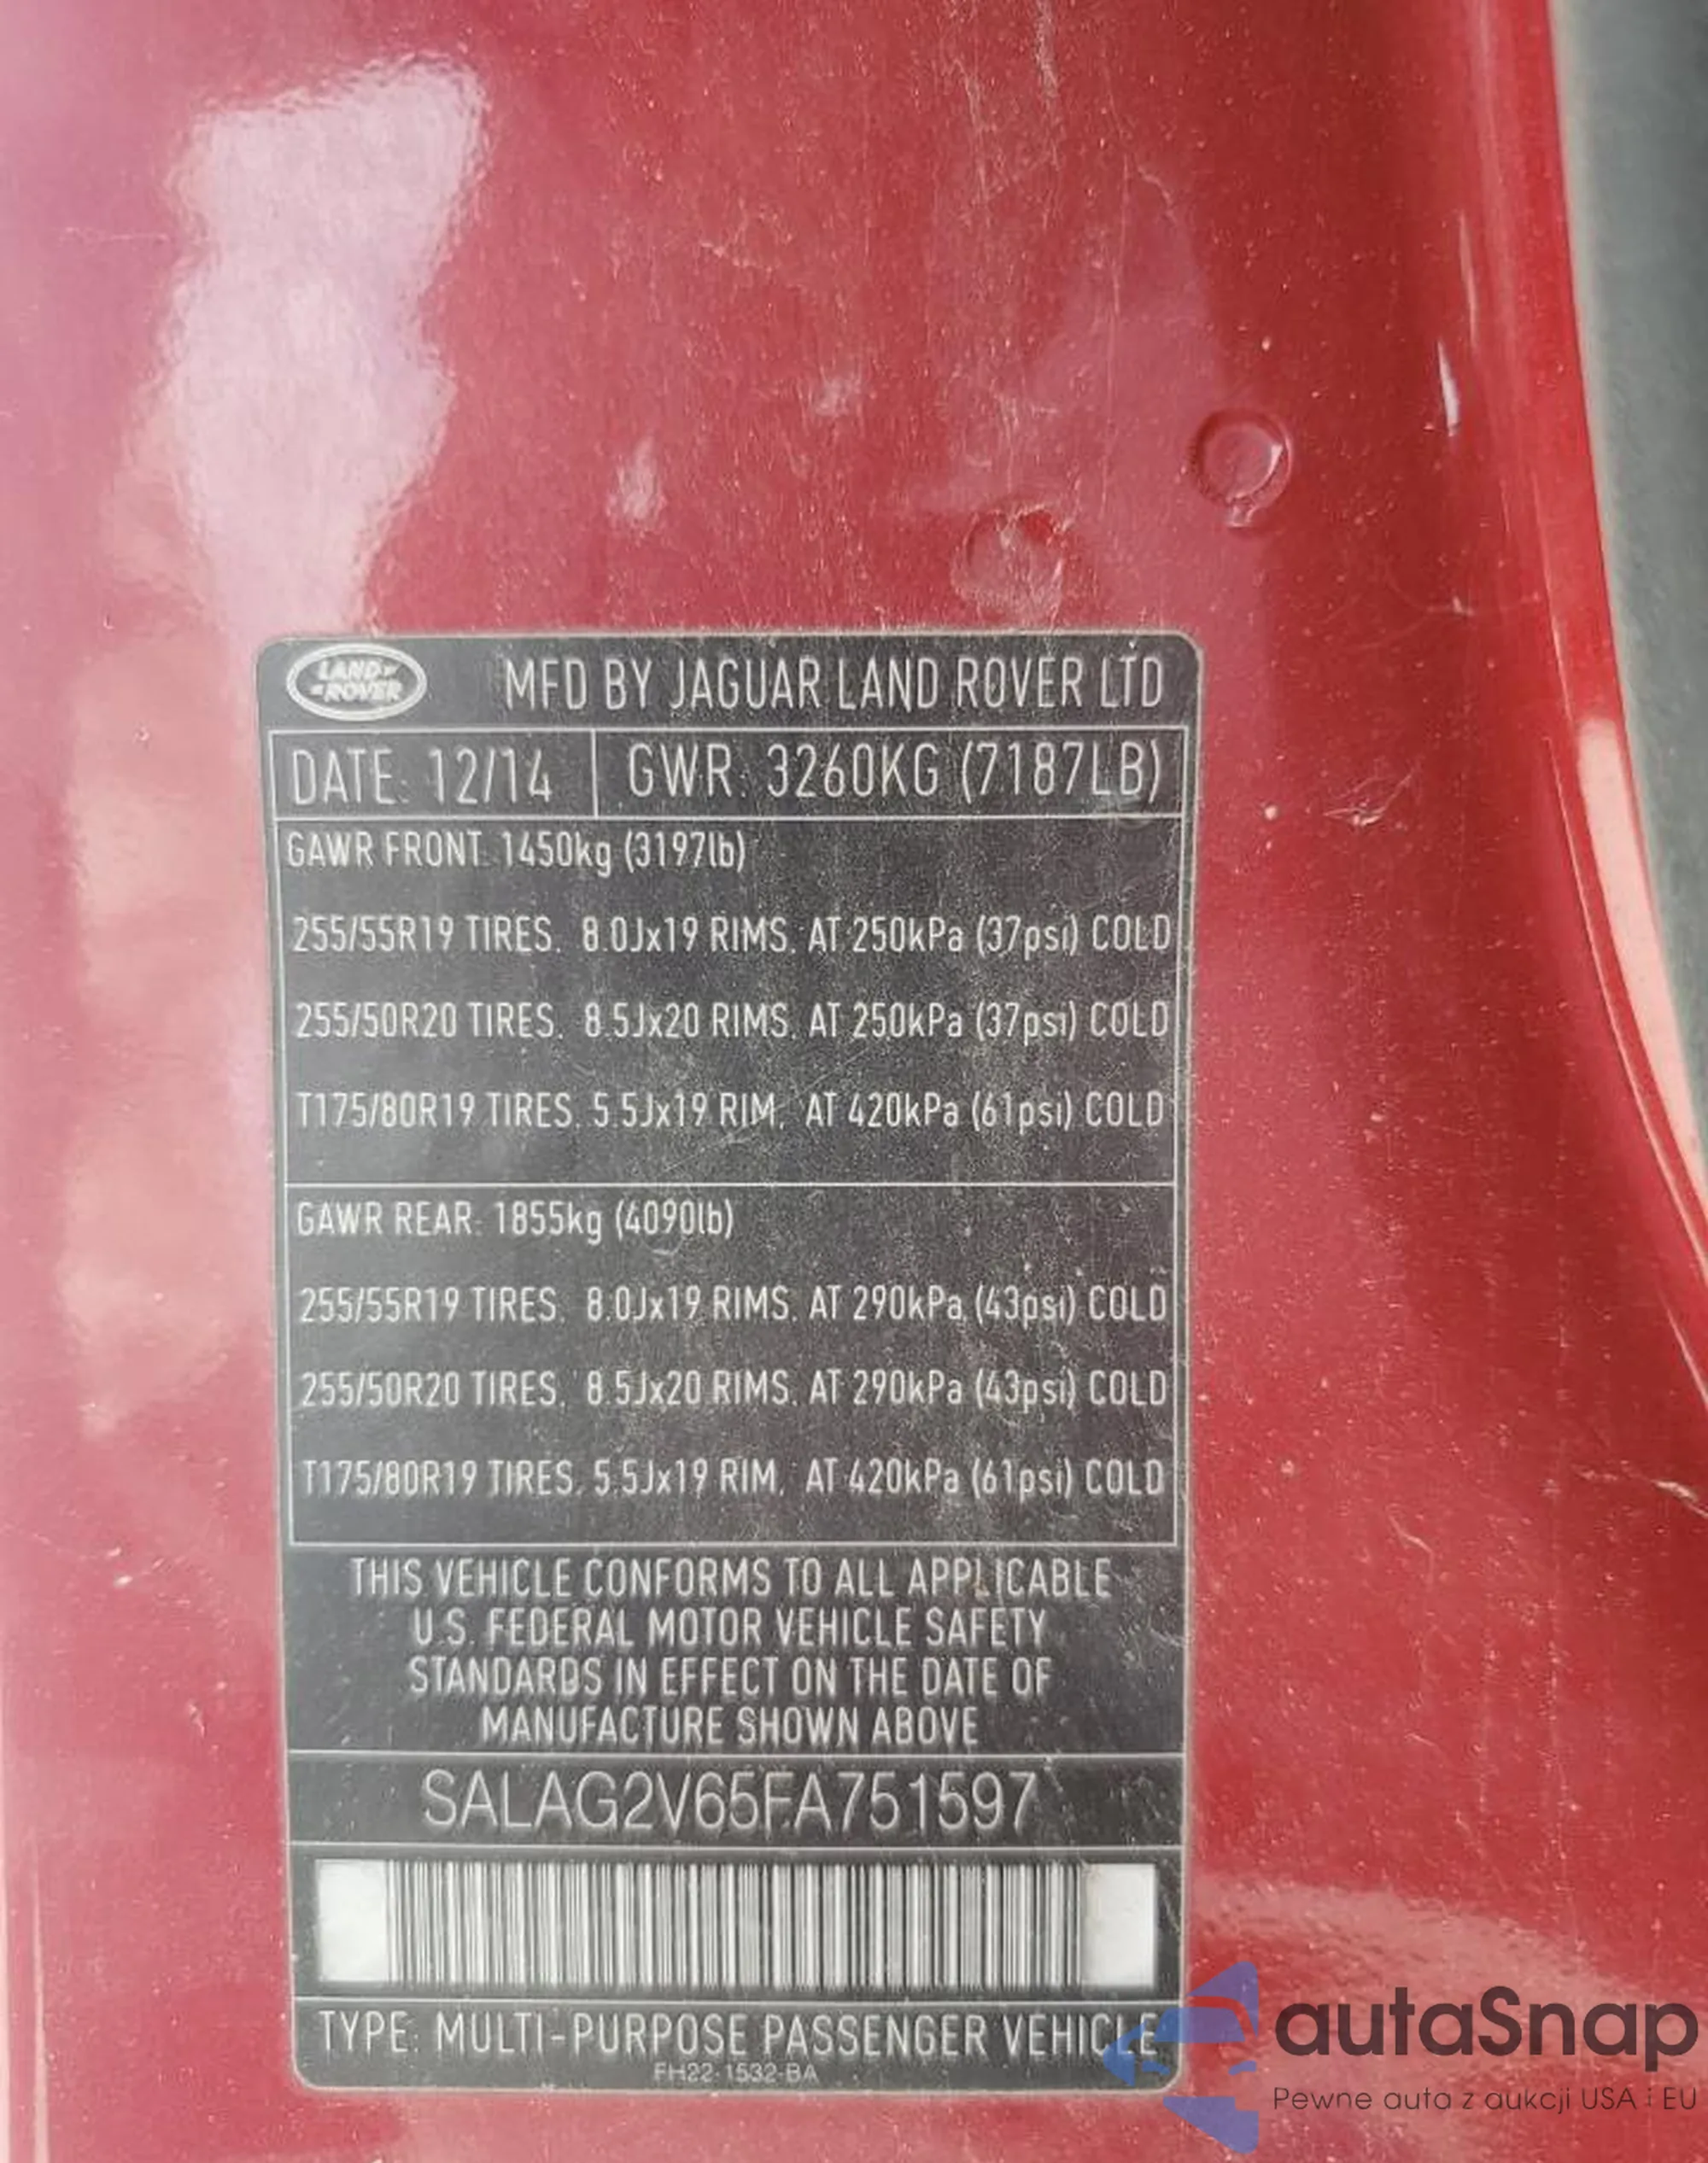 LAND ROVER
MFD BY JAGUAR LAND ROVER LTD
DATE: 12/14 GWR: 3260KG (7187LB)
GAWR FRONT: 1450kg (3197lb)
255/55R19 TIRES, 8.0Jx19 RIMS, AT 250kPa (37psi) COLD
255/50R20 TIRES, 8.5Jx20 RIMS, AT 250kPa (37psi) COLD
T175/80R19 TIRES, 5.5Jx19 RIM, AT 420kPa (61psi) COLD
GAWR REAR: 1855kg (4090lb)
255/55R19 TIRES, 8.0Jx19 RIMS, AT 290kPa (43psi) COLD
255/50R20 TIRES, 8.5Jx20 RIMS, AT 290kPa (43psi) COLD
T175/80R19 TIRES, 5.5Jx19 RIM, AT 420kPa (61psi) COLD
THIS VEHICLE CONFORMS TO ALL APPLICABLE
U.S. FEDERAL MOTOR VEHICLE SAFETY
STANDARDS IN EFFECT ON THE DATE OF
MANUFACTURE SHOWN ABOVE
SALAG2V65FA751597
TYPE: MULTI-PURPOSE PASSENGER VEHICLE
FH22-1532-BA
autaSnap
Pewne auta z aukcji USA i EU